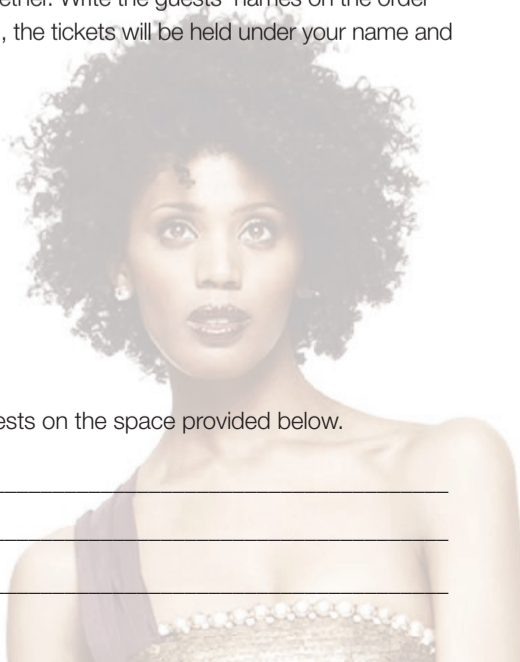 ether. Write the guests' names on the order
, the tickets will be held under your name and
ests on the space provided below.